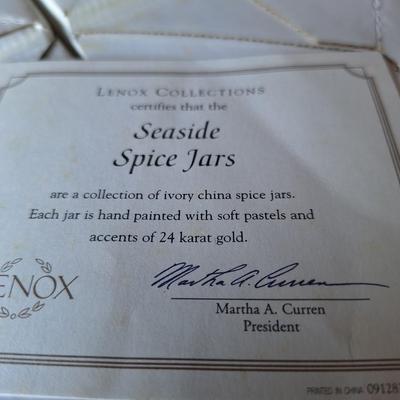 LENOX COLLECTIONS
certifies that the
Seaside
Spice Jars
are a collection of ivory china spice jars.
Each jar is hand painted with soft pastels and
accents of 24 karat gold.
ENOX
Martha A. Curren
Martha A. Curren
President
PRINTED IN CHINA 09128